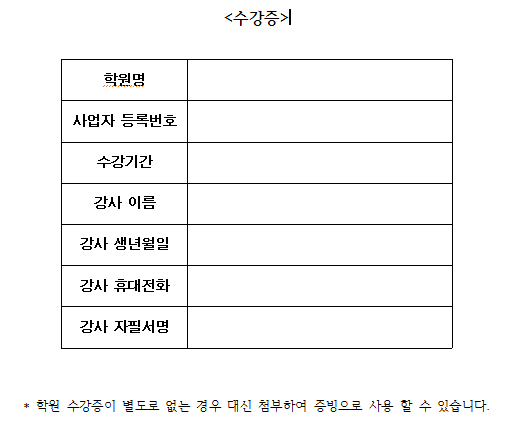 <수강증>
학원명
사업자 등록번호
수강기간
강사 이름
강사 생년월일
강사 휴대전화
강사 자필서명
* 학원 수강증이 별도로 없는 경우 대신 첨부하여 증빙으로 사용 할 수 있습니다.